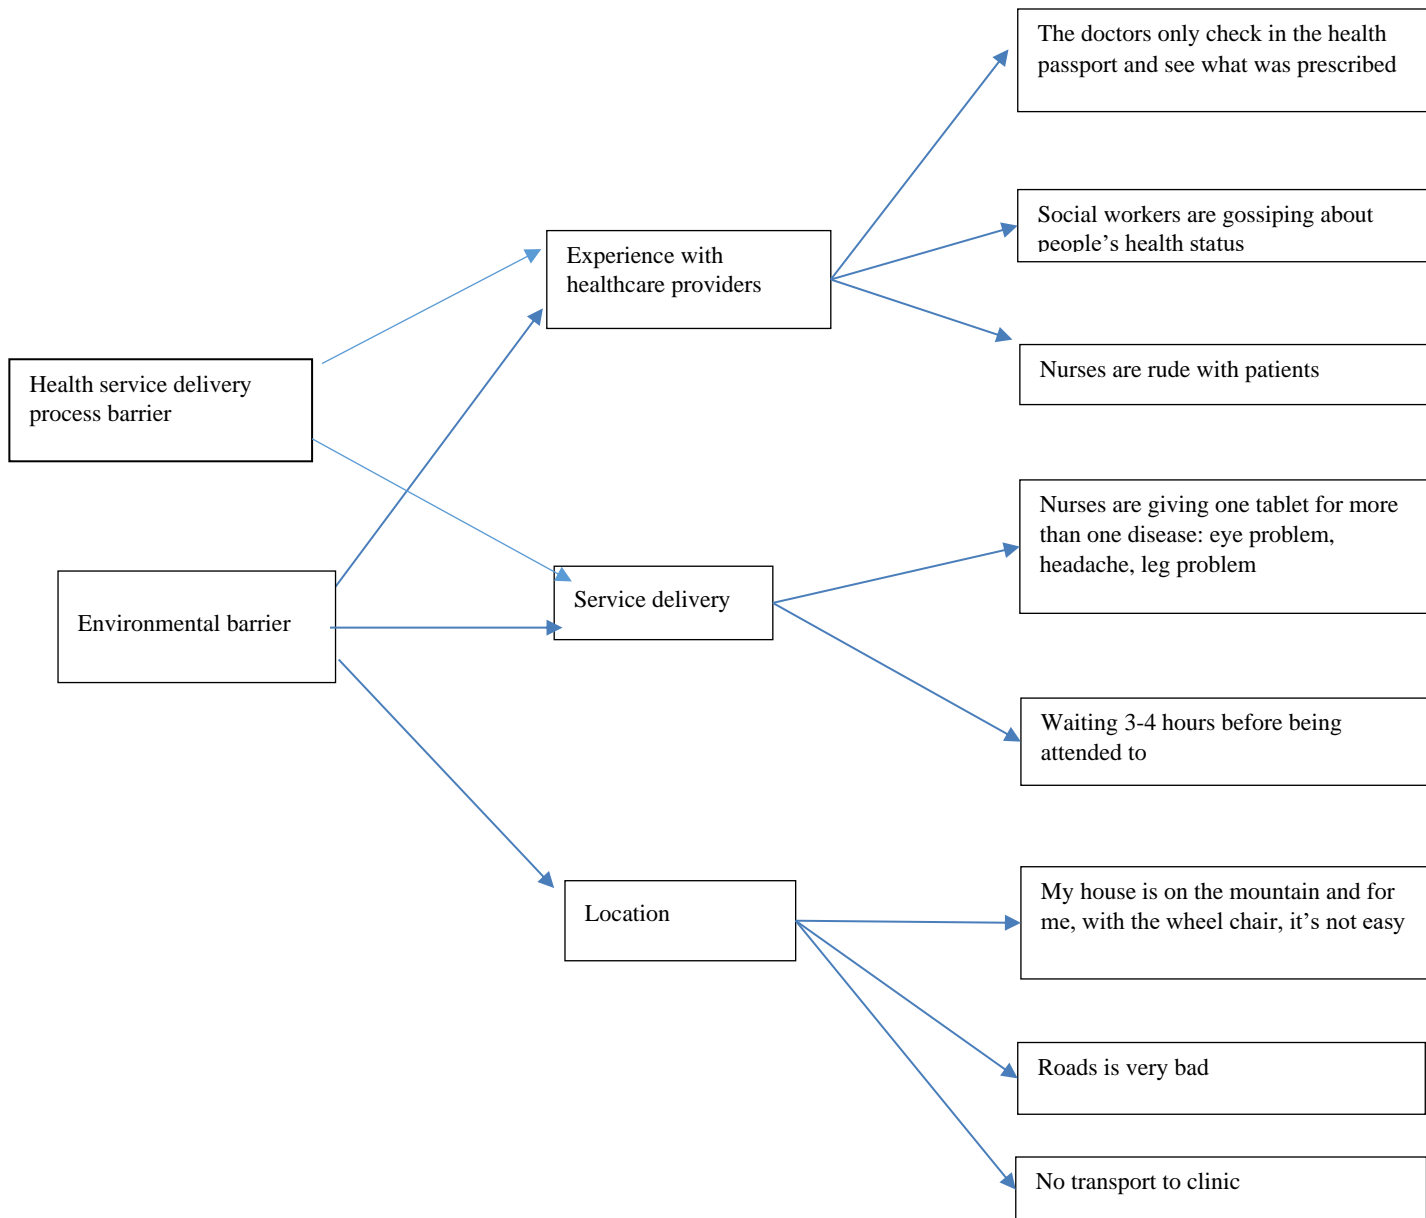 The doctors only check in the health
passport and see what was prescribed
Social workers are gossiping about
people’s health status
Experience with
healthcare providers
Nurses are rude with patients
Health service delivery
process barrier
Nurses are giving one tablet for more
than one disease: eye problem,
headache, leg problem
Service delivery
Environmental barrier
Waiting 3-4 hours before being
attended to
My house is on the mountain and for
me, with the wheel chair, it’s not easy
Location
Roads is very bad
No transport to clinic